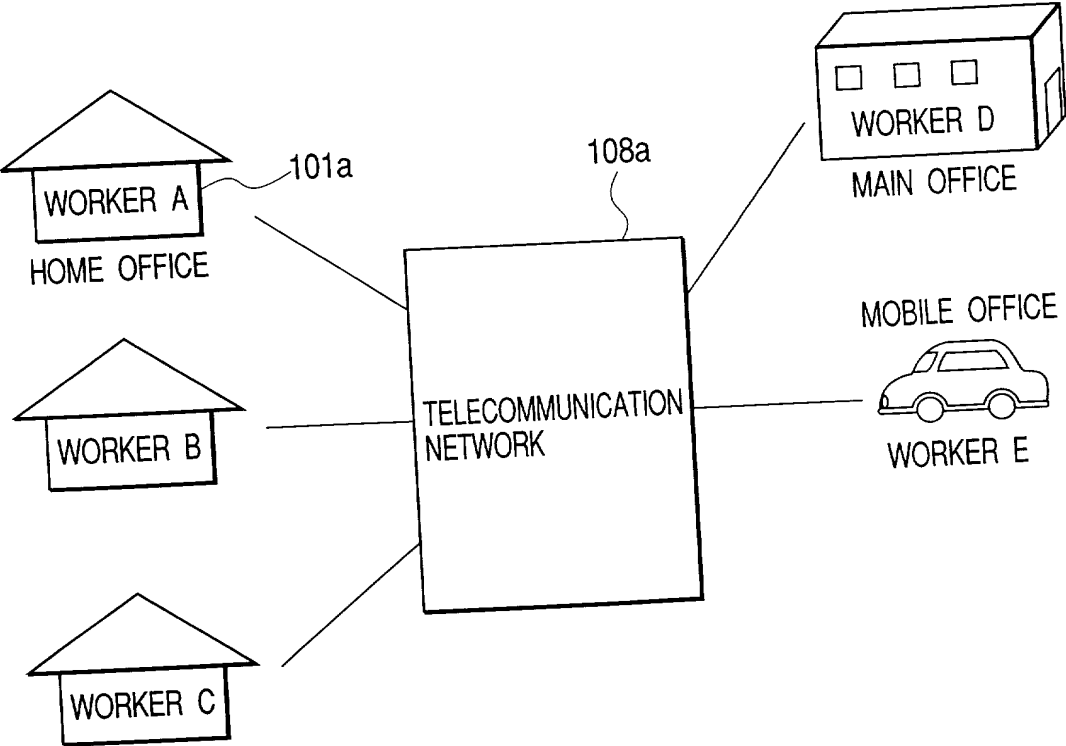 WORKER A
101a
HOME OFFICE
WORKER B
WORKER C
108a
TELECOMMUNICATION
NETWORK
WORKER D
MAIN OFFICE
MOBILE OFFICE
WORKER E